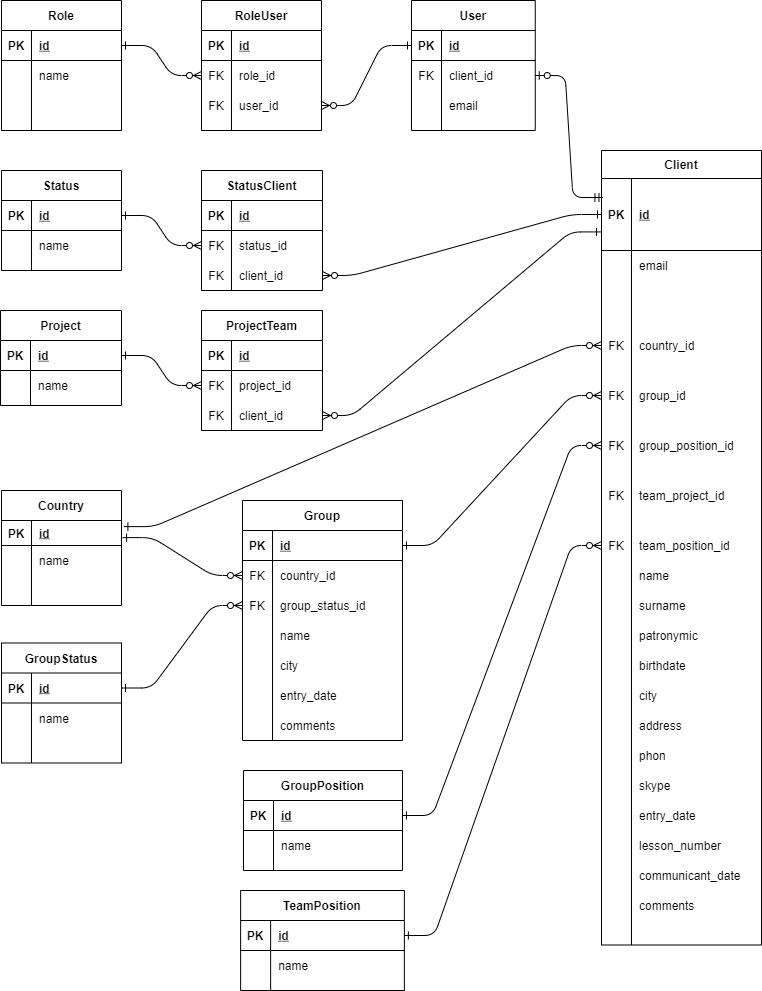 Role
PK id
name
RoleUser
PK id
FK role_id
FK user_id
User
PK id
FK client_id
email
Client
PK id
email
FK country_id
FK group_id
FK group_position_id
FK team_project_id
FK team_position_id
name
surname
patronymic
birthdate
city
address
phon
skype
entry_date
lesson_number
communicant_date
comments
Status
PK id
name
StatusClient
PK id
FK status_id
FK client_id
Project
PK id
name
ProjectTeam
PK id
FK project_id
FK client_id
Country
PK id
name
Group
PK id
FK country_id
FK group_status_id
name
city
entry_date
comments
GroupStatus
PK id
name
GroupPosition
PK id
name
TeamPosition
PK id
name